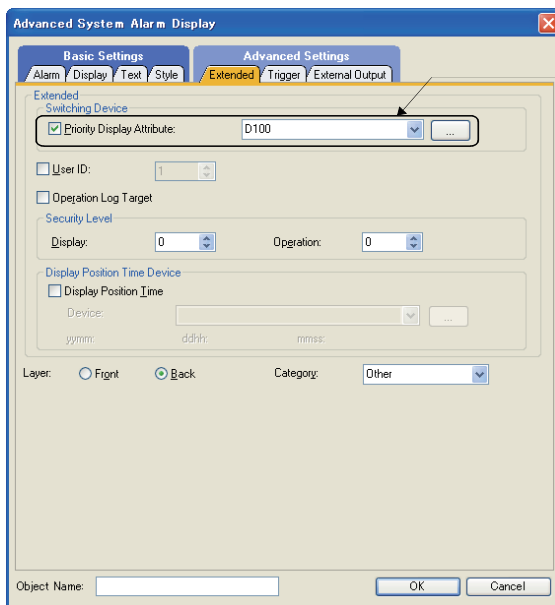 Advanced System Alarm Display
Basic Settings Advanced Settings
Alarm Display Text Style Extended Trigger External Output
Extended
Switching Device
Priority Display Attribute: D100 ...
User ID: 1
Operation Log Target
Security Level
Display: 0 Operation: 0
Display Position Time Device
Display Position Time
Device: ...
yymm: ddhh: mmss:
Layer: Front Back Category: Other
Object Name: OK Cancel